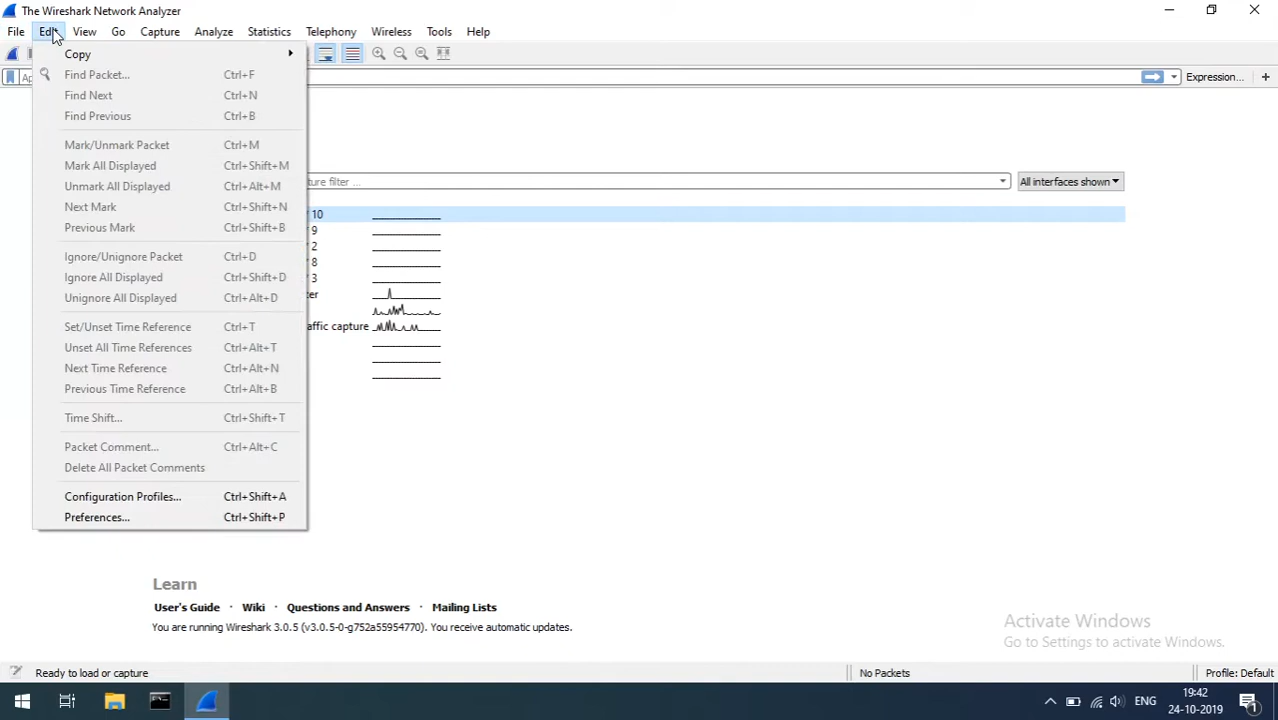 The Wireshark Network Analyzer
File Edit View Go Capture Analyze Statistics Telephony Wireless Tools Help
Expression... +
Copy
Find Packet... Ctrl+F
Find Next Ctrl+N
Find Previous Ctrl+B
Mark/Unmark Packet Ctrl+M
Mark All Displayed Ctrl+Shift+M
Unmark All Displayed Ctrl+Alt+M
Next Mark Ctrl+Shift+N
Previous Mark Ctrl+Shift+B
Ignore/Unignore Packet Ctrl+D
Ignore All Displayed Ctrl+Shift+D
Unignore All Displayed Ctrl+Alt+D
Set/Unset Time Reference Ctrl+T
Unset All Time References Ctrl+Alt+T
Next Time Reference Ctrl+Alt+N
Previous Time Reference Ctrl+Alt+B
Time Shift... Ctrl+Shift+T
Packet Comment... Ctrl+Alt+C
Delete All Packet Comments
Configuration Profiles... Ctrl+Shift+A
Preferences... Ctrl+Shift+P
ture filter ...
All interfaces shown
10
9
2
8
3
ter
affic capture
Learn
User's Guide · Wiki · Questions and Answers · Mailing Lists
You are running Wireshark 3.0.5 (v3.0.5-0-g752a55954770). You receive automatic updates.
Activate Windows
Go to Settings to activate Windows.
Ready to load or capture
No Packets
Profile: Default
ENG
19:42
24-10-2019
1